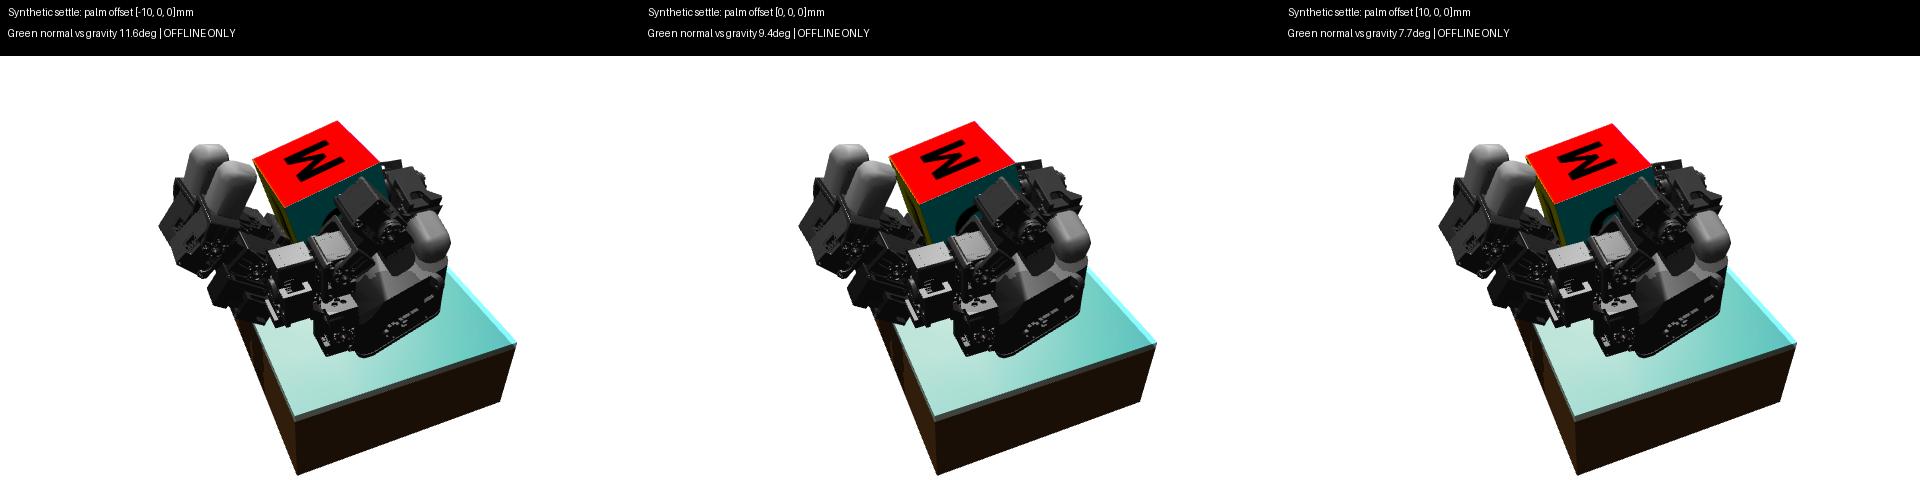 Synthetic settle: palm offset [-10, 0, 0]mm
Green normal vs gravity 11.6deg | OFFLINE ONLY
Synthetic settle: palm offset [0, 0, 0]mm
Green normal vs gravity 9.4deg | OFFLINE ONLY
Synthetic settle: palm offset [10, 0, 0]mm
Green normal vs gravity 7.7deg | OFFLINE ONLY
M
M
M